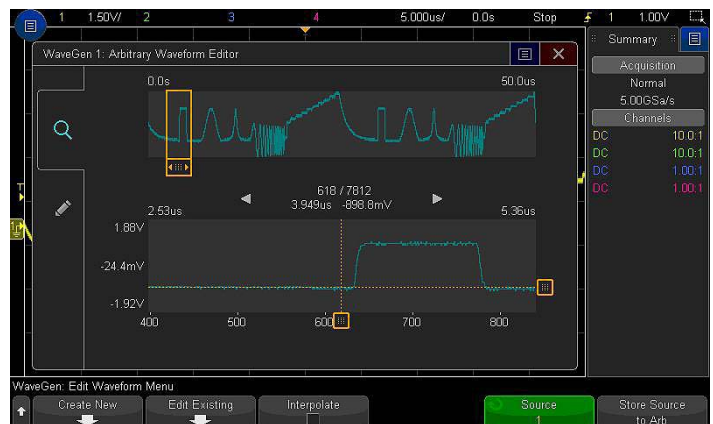 1 1.50V/ 2 3 4 5.000us/ 0.0s Stop 1 1.00V
Summary
WaveGen 1: Arbitrary Waveform Editor
Acquisition
Normal
5.00GSa/s
Channels
DC 10.0:1
DC 10.0:1
DC 1.00:1
DC 1.00:1
0.0s 50.0us
618 / 7812
3.949us -898.8mV
2.53us 5.36us
1.88V
-24.4mV
-1.92V
400 500 600 700 800
T
WaveGen: Edit Waveform Menu
Create New
Edit Existing
Interpolate
Source
1
Store Source
to Arb